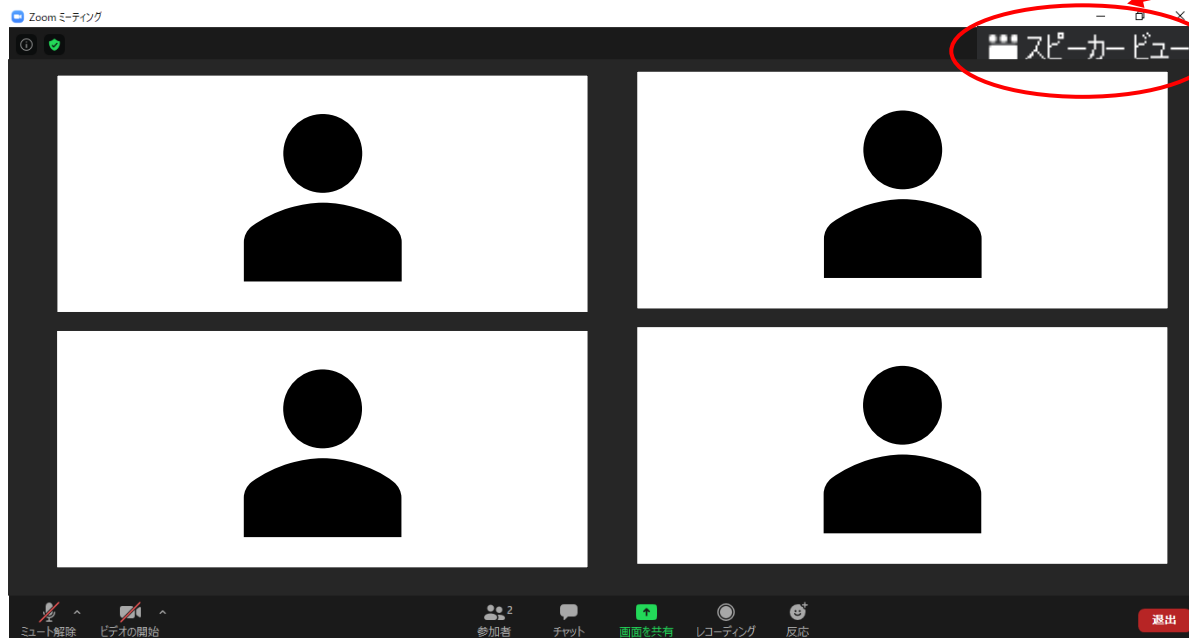 Zoom ミーティング
スピーカー ビュー
ミュート解除 ビデオの開始 参加者 2 チャット 画面を共有 レコーディング 反応 退出